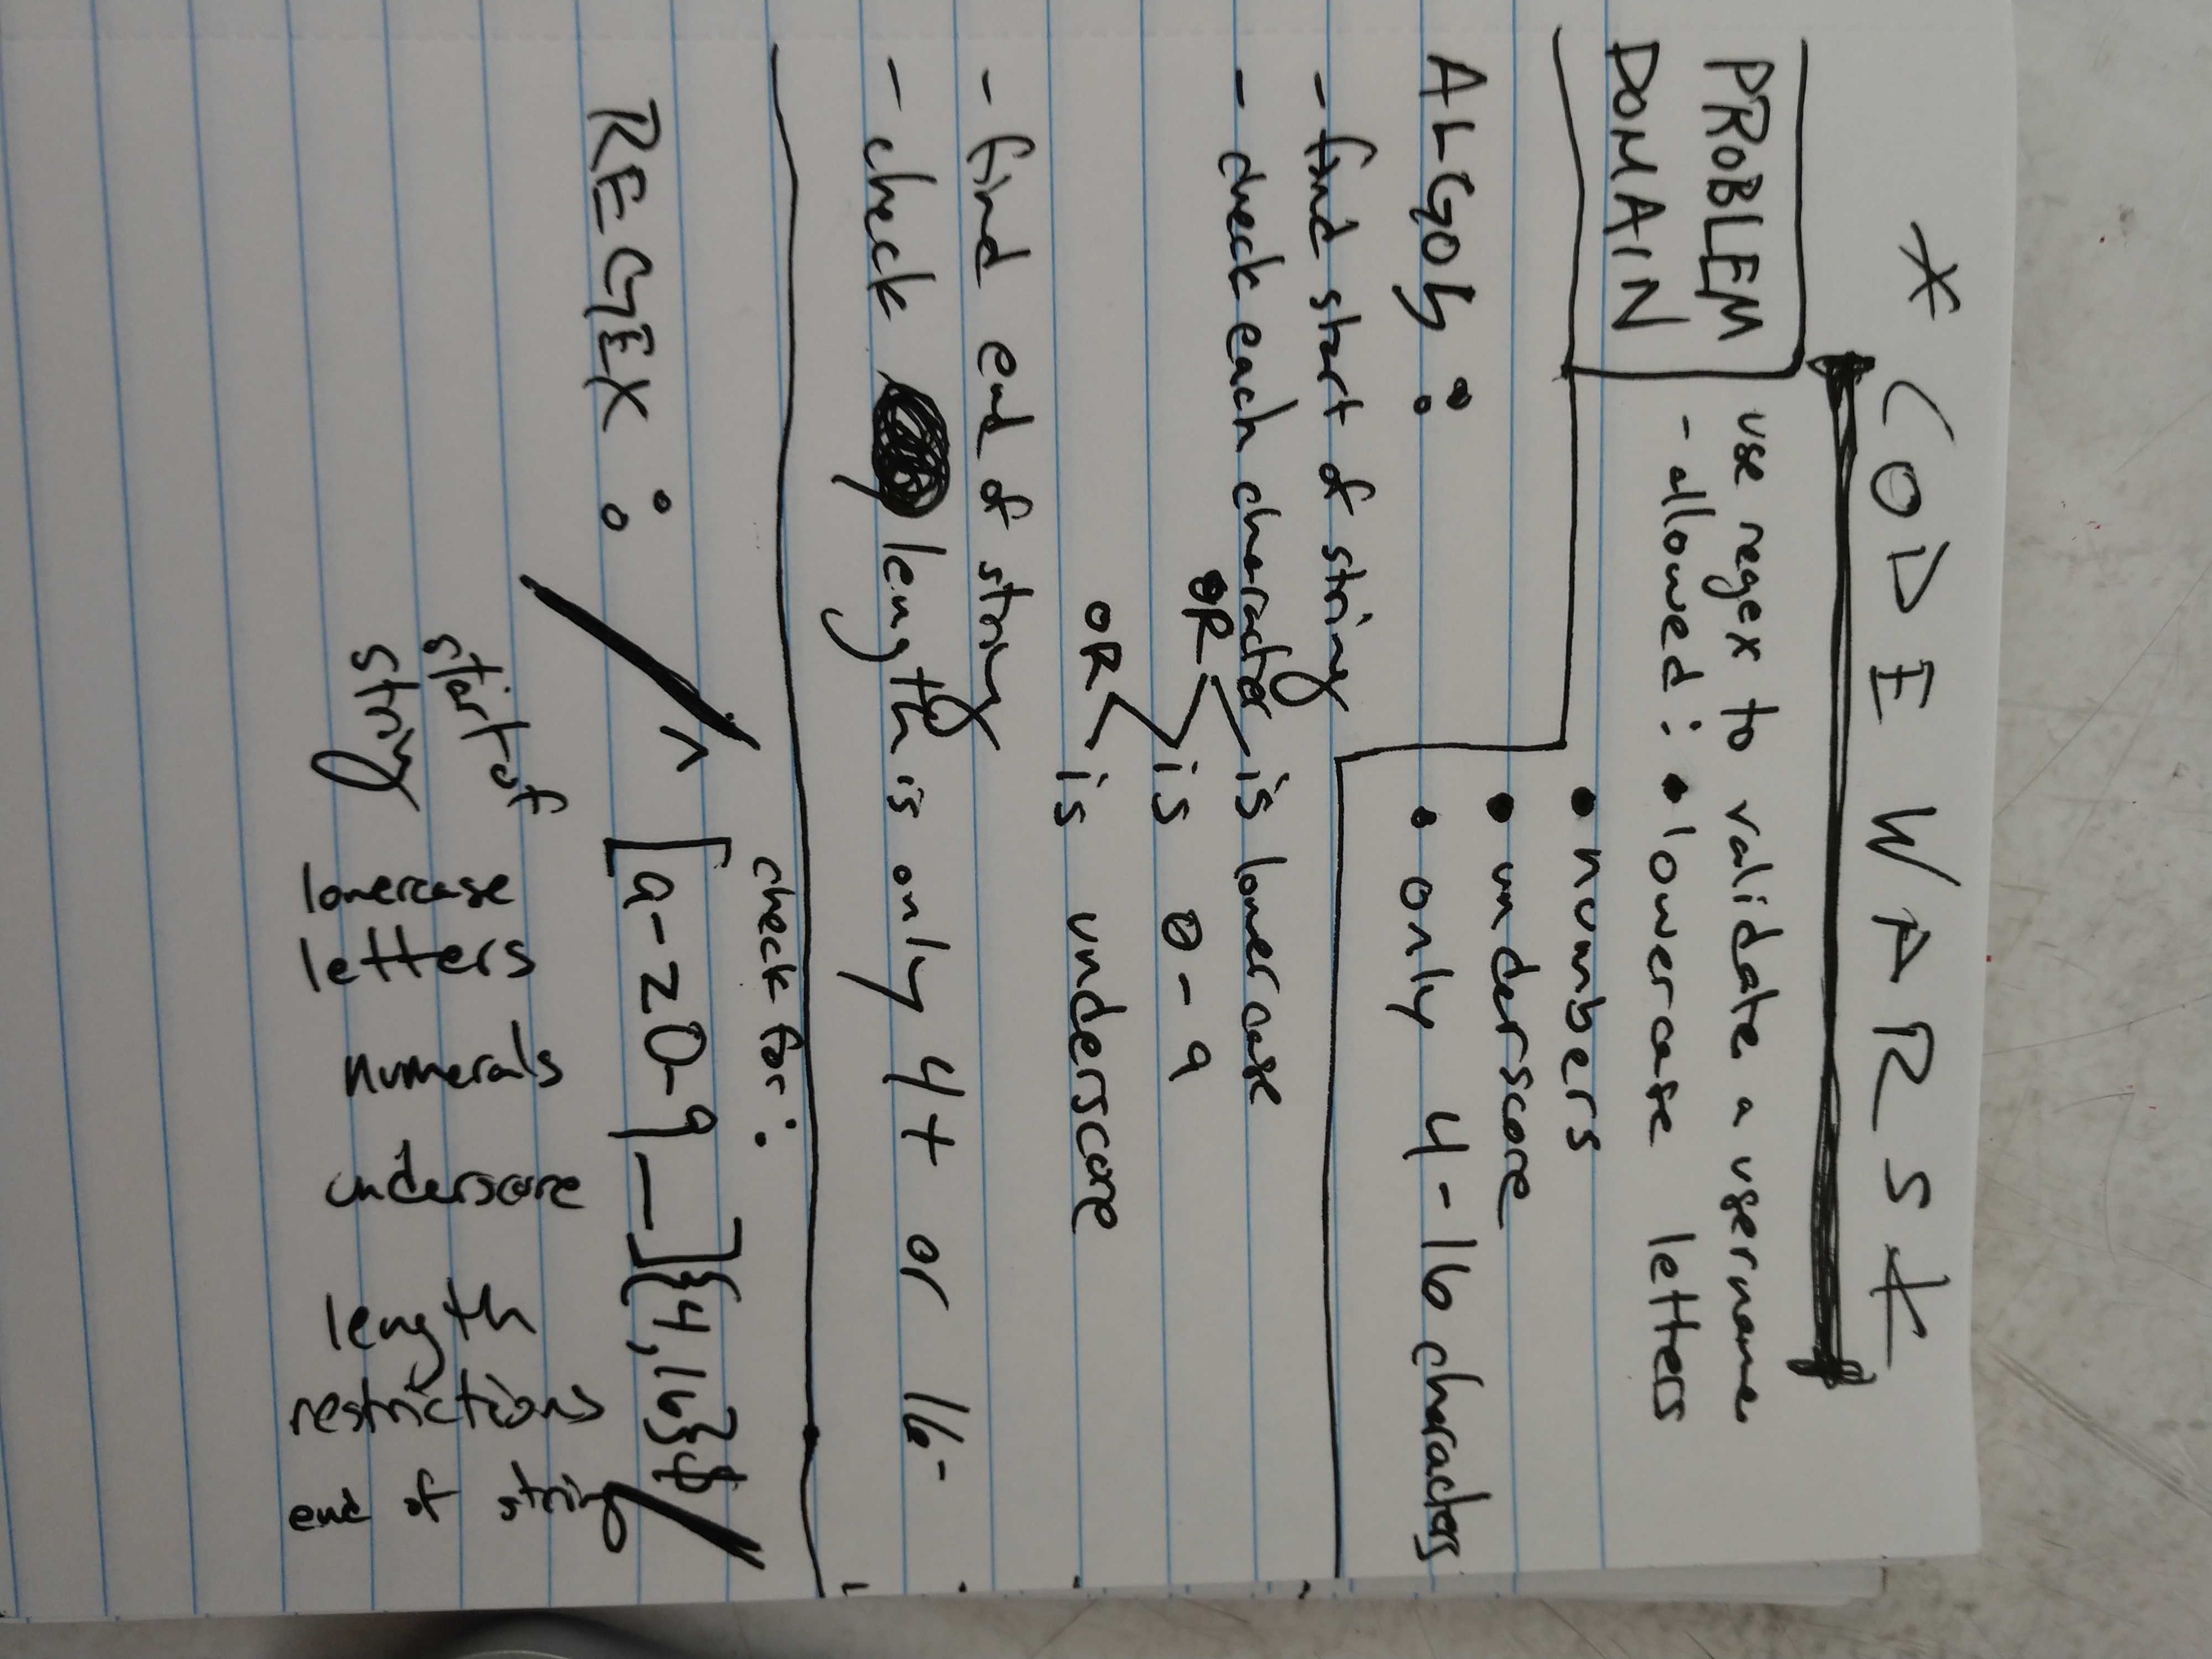 * CODE WARS *
PROBLEM
DOMAIN
use regex to validate a username
- allowed: • lowercase letters
• numbers
• underscore
• only 4-16 characters
ALGOh:
- find start of string
- check each character is lowercase
OR
is 0-9
OR
is underscore
- find end of string
- check length is only 4+ or 16-
check for:
REGEX: /^[a-z0-9_]{4,16}$/
start of
string
lowercase
letters
numerals
underscore
length
restrictions
end of string